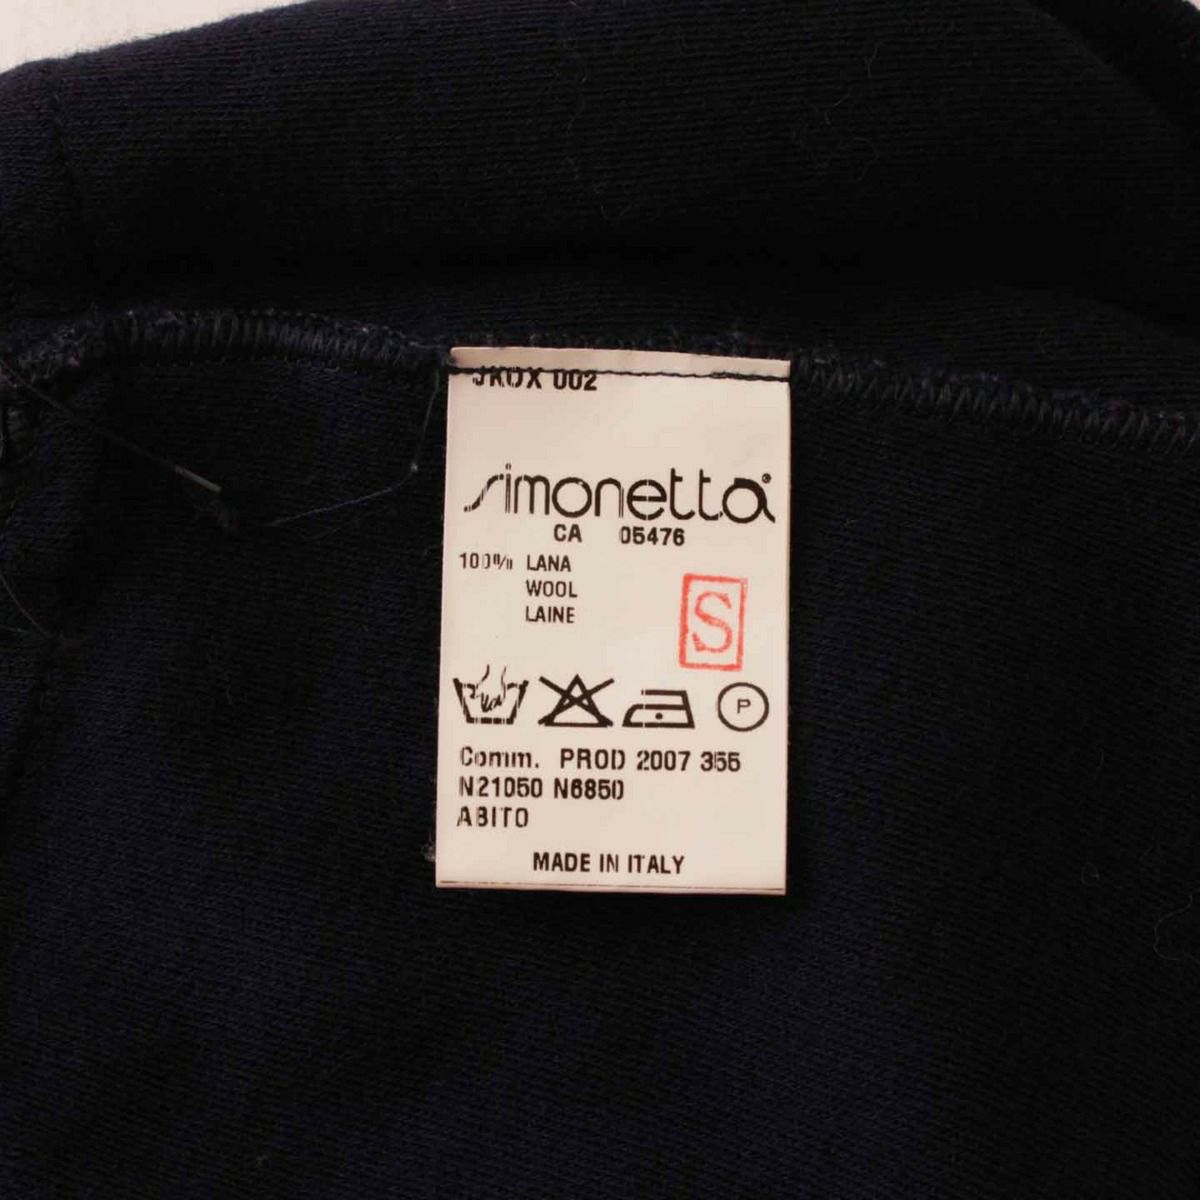 JKOX 002
simonetta®
CA 05476
100% LANA
WOOL
LAINE
S
P
Comm. PROD 2007 355
N21050 N6850
ABITO
MADE IN ITALY